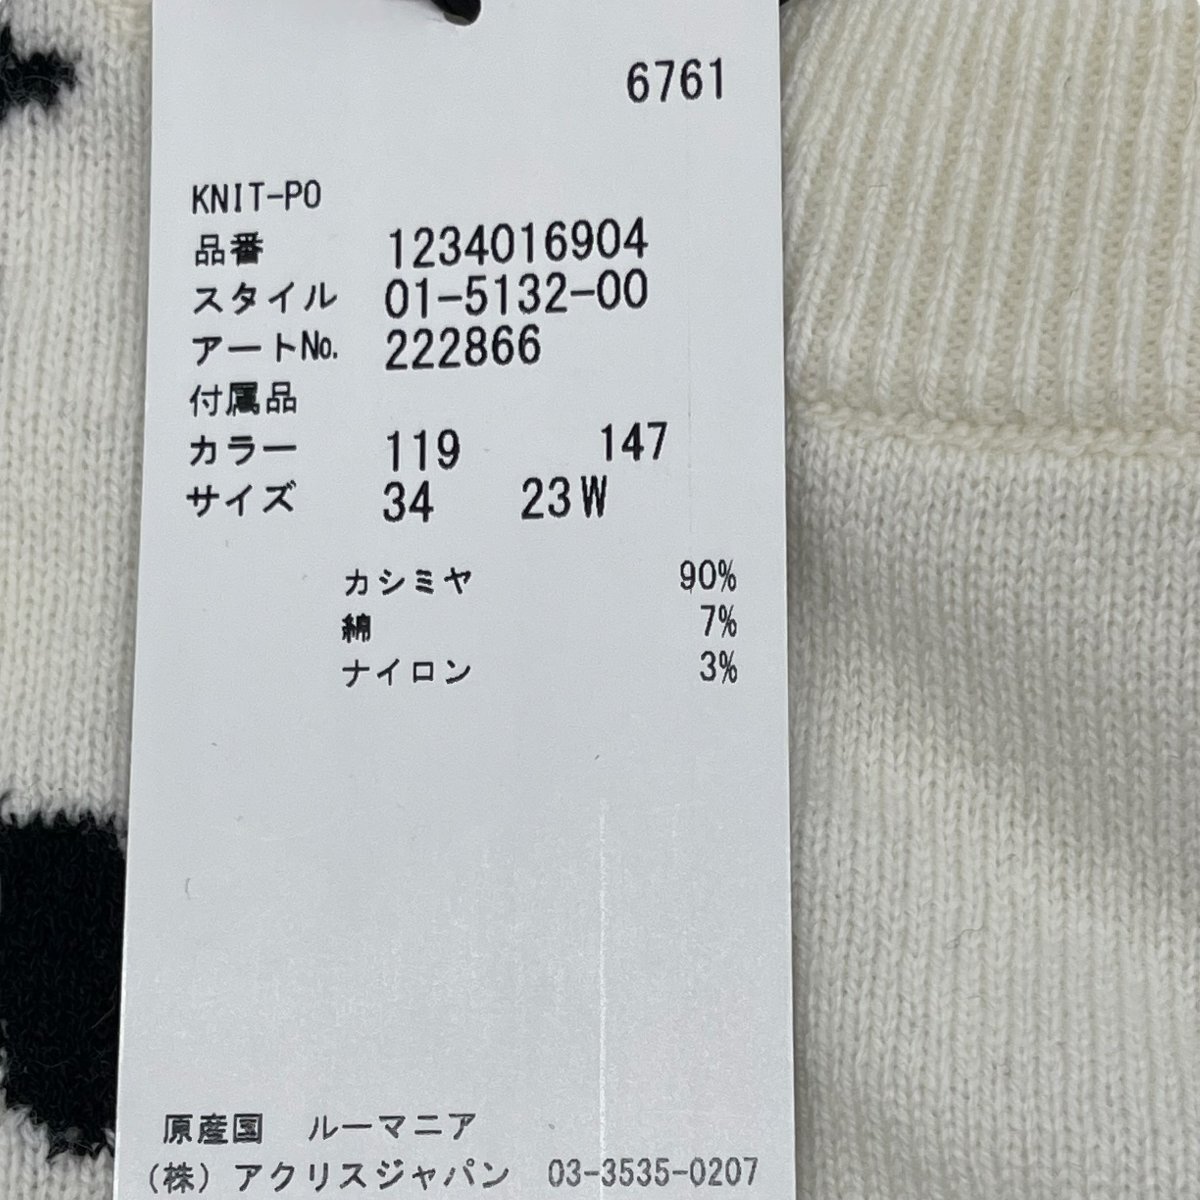 6761
KNIT-PO
品番 1234016904
スタイル 01-5132-00
アートNo. 222866
付属品
カラー 119 147
サイズ 34 23W
カシミヤ 90%
綿 7%
ナイロン 3%
原産国 ルーマニア
(株)アクリスジャパン 03-3535-0207